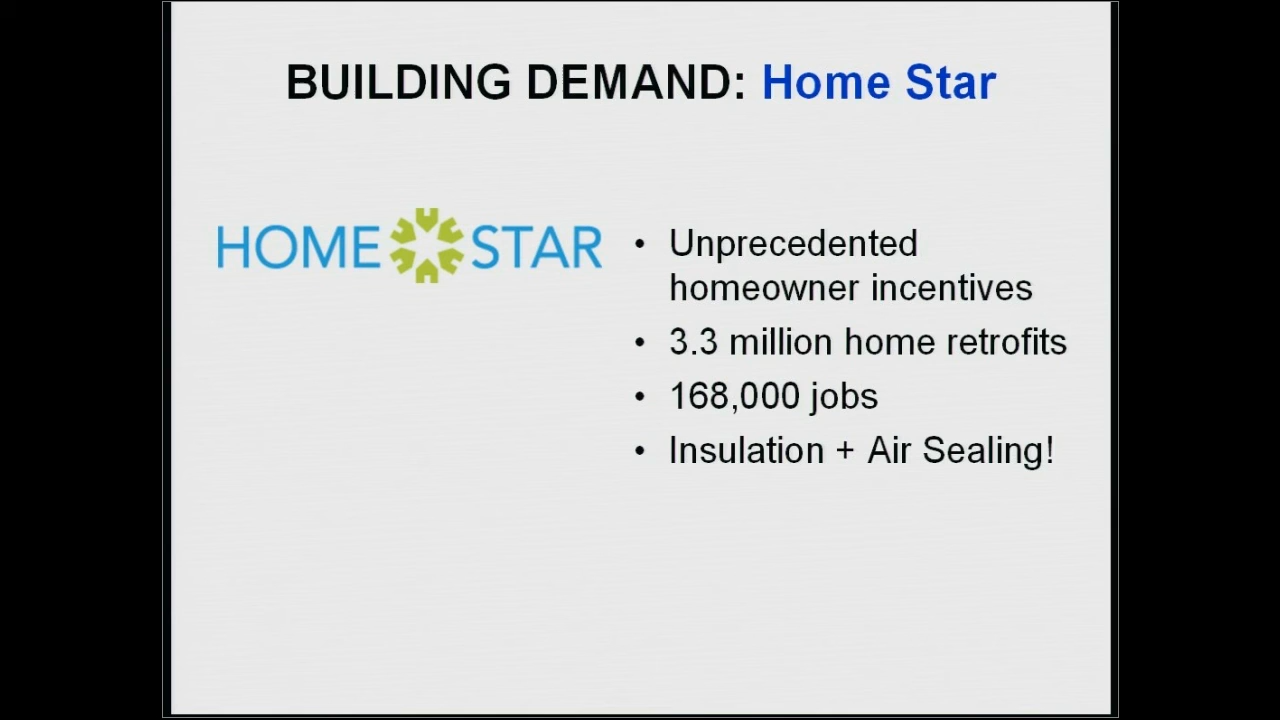 BUILDING DEMAND: Home Star
HOME STAR
• Unprecedented
homeowner incentives
• 3.3 million home retrofits
• 168,000 jobs
• Insulation + Air Sealing!